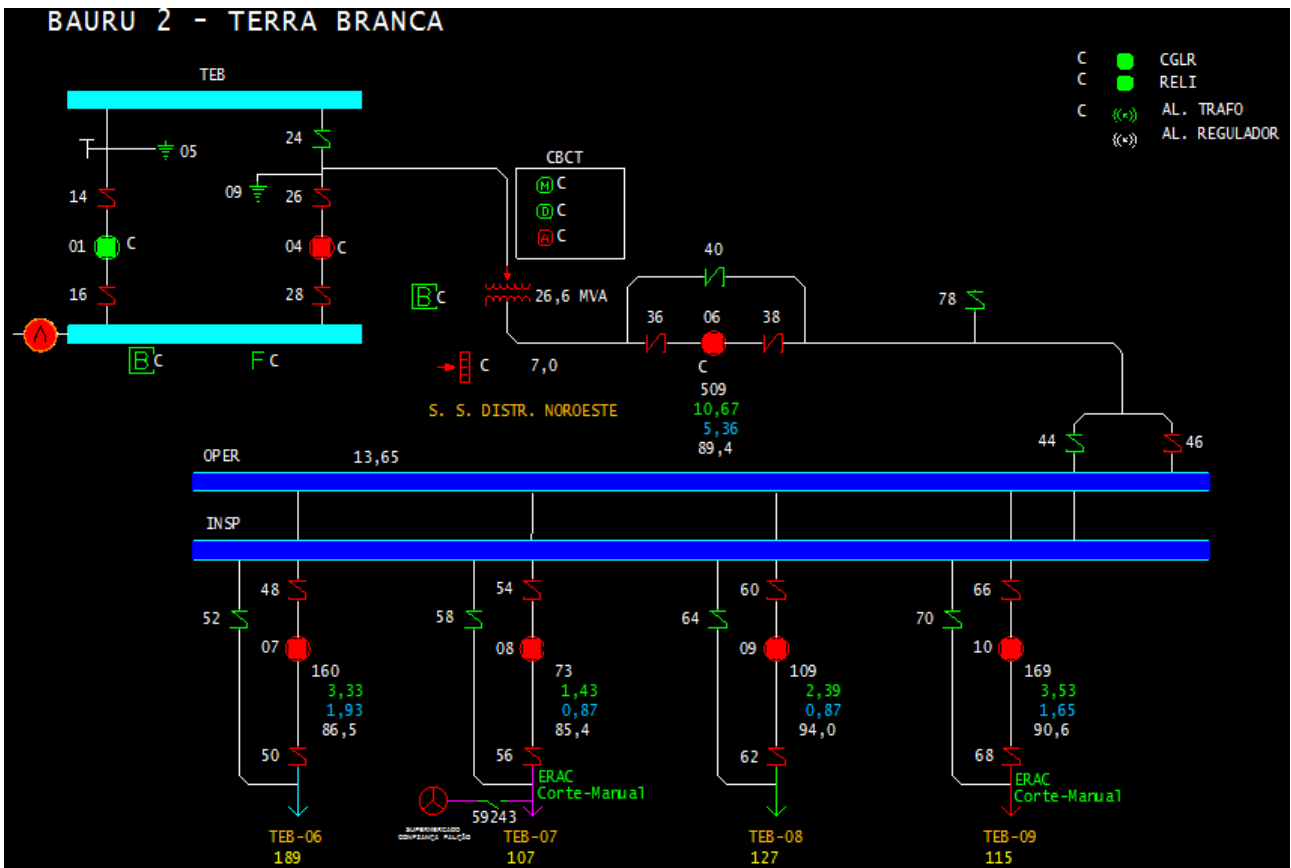 BAURU 2 - TERRA BRANCA
C CGLR
C RELI
C AL. TRAFO
AL. REGULADOR
TEB
24
05
CBCT
M C
D C
A C
14
09
26
01 C
04 C
40
16
28
B C
26,6 MVA
78
36 06 38
B C
F C
C
7,0
C
509
10,67
5,36
89,4
S. S. DISTR. NOROESTE
44
46
OPER
13,65
INSP
48
54
60
66
52
58
64
70
07
08
09
10
160
3,33
1,93
86,5
73
1,43
0,87
85,4
109
2,39
0,87
94,0
169
3,53
1,65
90,6
50
56
62
68
ERAC
Corte-Manual
ERAC
Corte-Manual
59243
SUPERMERCADO
CONFIANÇA FALCÃO
TEB-06
189
TEB-07
107
TEB-08
127
TEB-09
115